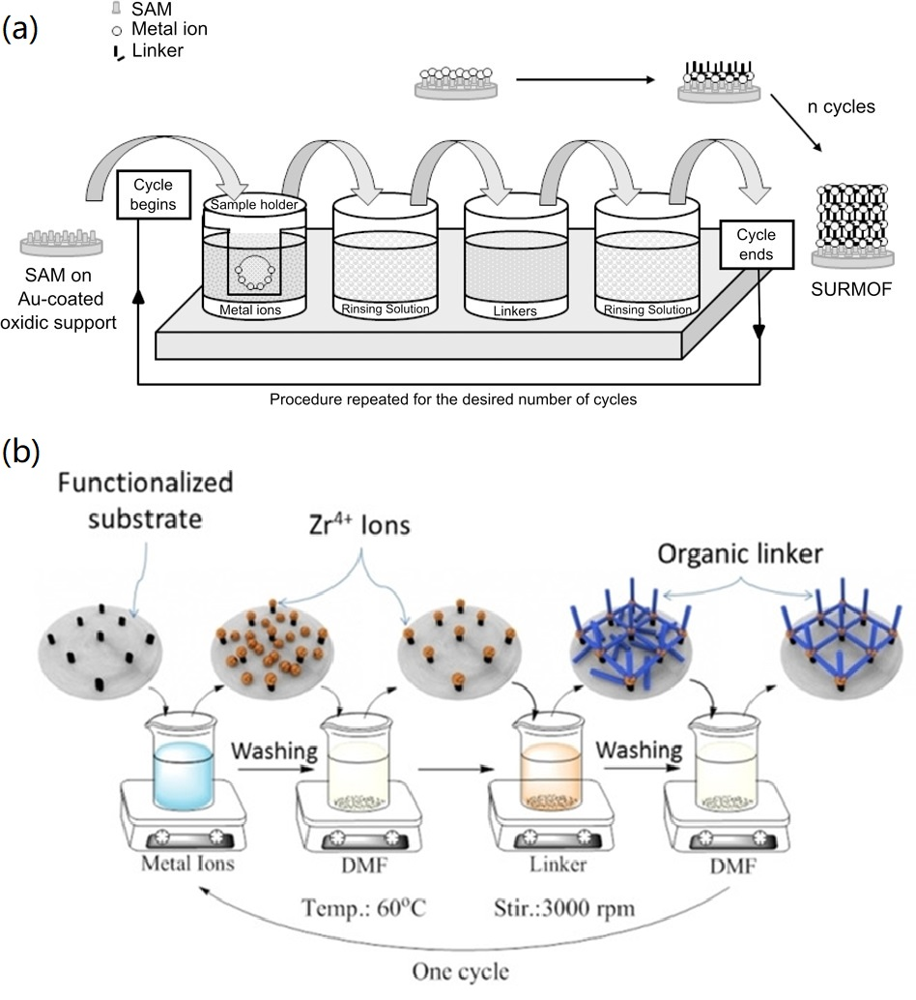 (a)
SAM
Metal ion
Linker
n cycles
Cycle
begins
Sample holder
Cycle
ends
SAM on
Au-coated
oxidic support
SURMOF
Metal ions
Rinsing Solution
Linkers
Rinsing Solution
Procedure repeated for the desired number of cycles
(b)
Functionalized
substrate
Zr⁴⁺ Ions
Organic linker
Washing
Washing
Metal Ions
DMF
Linker
DMF
Temp.: 60°C
Stir.:3000 rpm
One cycle